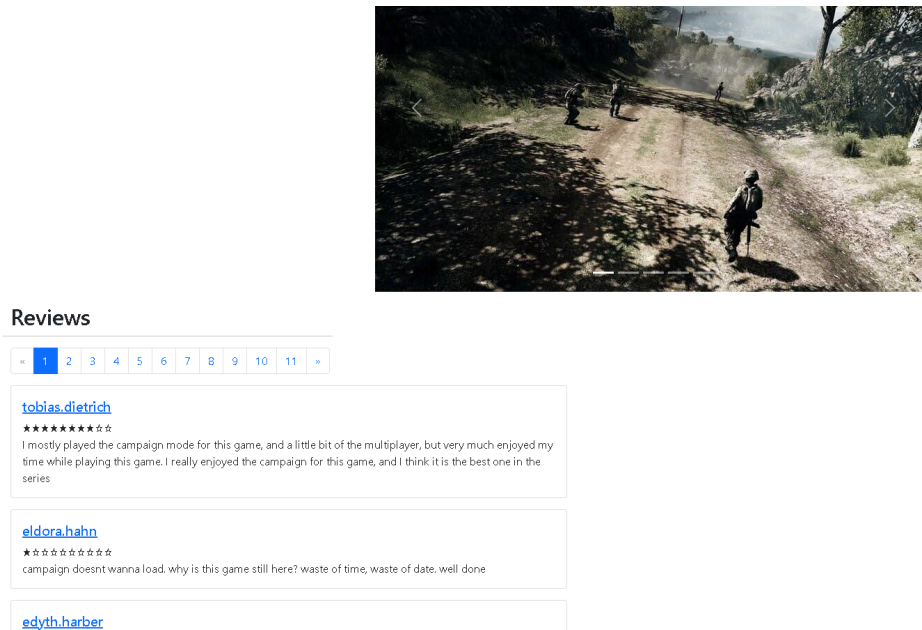 Reviews
« 1 2 3 4 5 6 7 8 9 10 11 »
tobias.dietrich
★★★★★★★★☆☆
I mostly played the campaign mode for this game, and a little bit of the multiplayer, but very much enjoyed my
time while playing this game. I really enjoyed the campaign for this game, and I think it is the best one in the
series
eldora.hahn
★☆☆☆☆☆☆☆☆☆
campaign doesnt wanna load. why is this game still here? waste of time, waste of date. well done
edyth.harber